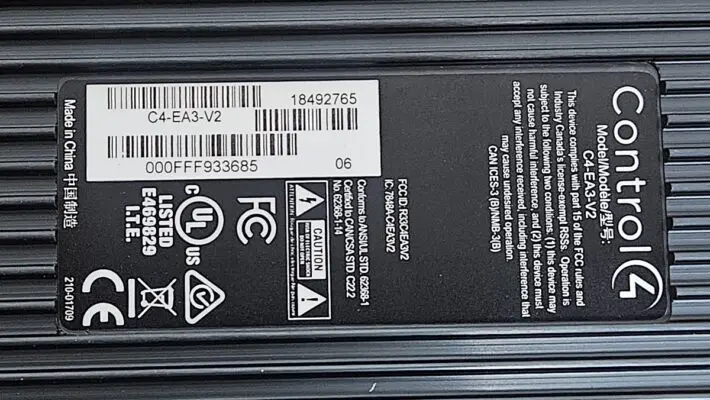 Control4
Model/Modèle/型号:
C4-EA3-V2
This device complies with part 15 of the FCC rules and
Industry Canada's license-exempt RSSs. Operation is
subject to the following two conditions: (1) this device may
not cause harmful interference, and (2) this device must
accept any interference received, including interference that
may cause undesired operation.
CAN ICES-3 (B)/NMB-3(B)
FCC ID: R33C4EA3V2
IC: 7848A-C4EA3V2
Conforms to ANSI/UL STD 62368-1
Certified to CAN/CSA STD C22.2
No. 62368-1-14
CAUTION
FC
C UL US
LISTED
E469829
I.T.E.
CE
210-01709
18492765
C4-EA3-V2
000FFF933685
06
Made in China 中国制造